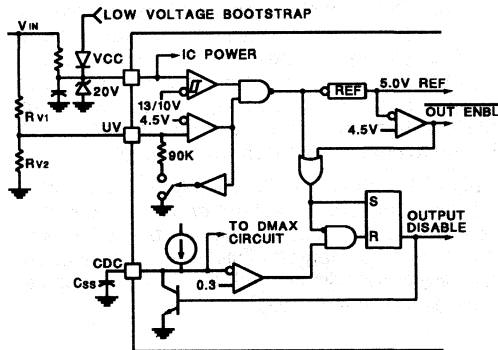 LOW VOLTAGE BOOTSTRAP
VIN
VCC
IC POWER
20V
13/10V
REF
5.0V REF
4.5V
OUT ENBL
4.5V
RV1
UV
90K
RV2
S
TO DMAX
CIRCUIT
OUTPUT
DISABLE
R
CDC
0.3
CSS